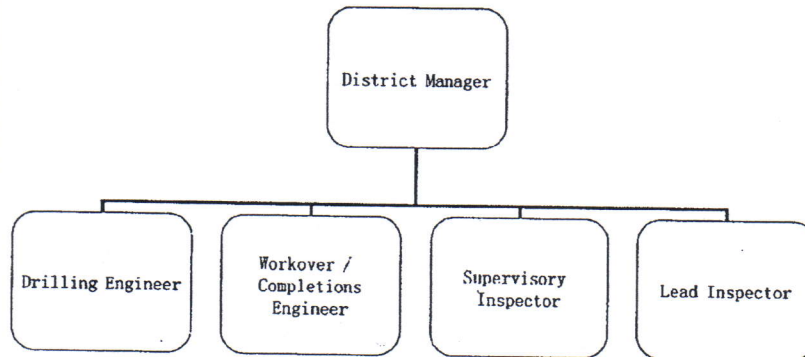 District Manager
Drilling Engineer
Workover /
Completions
Engineer
Supervisory
Inspector
Lead Inspector